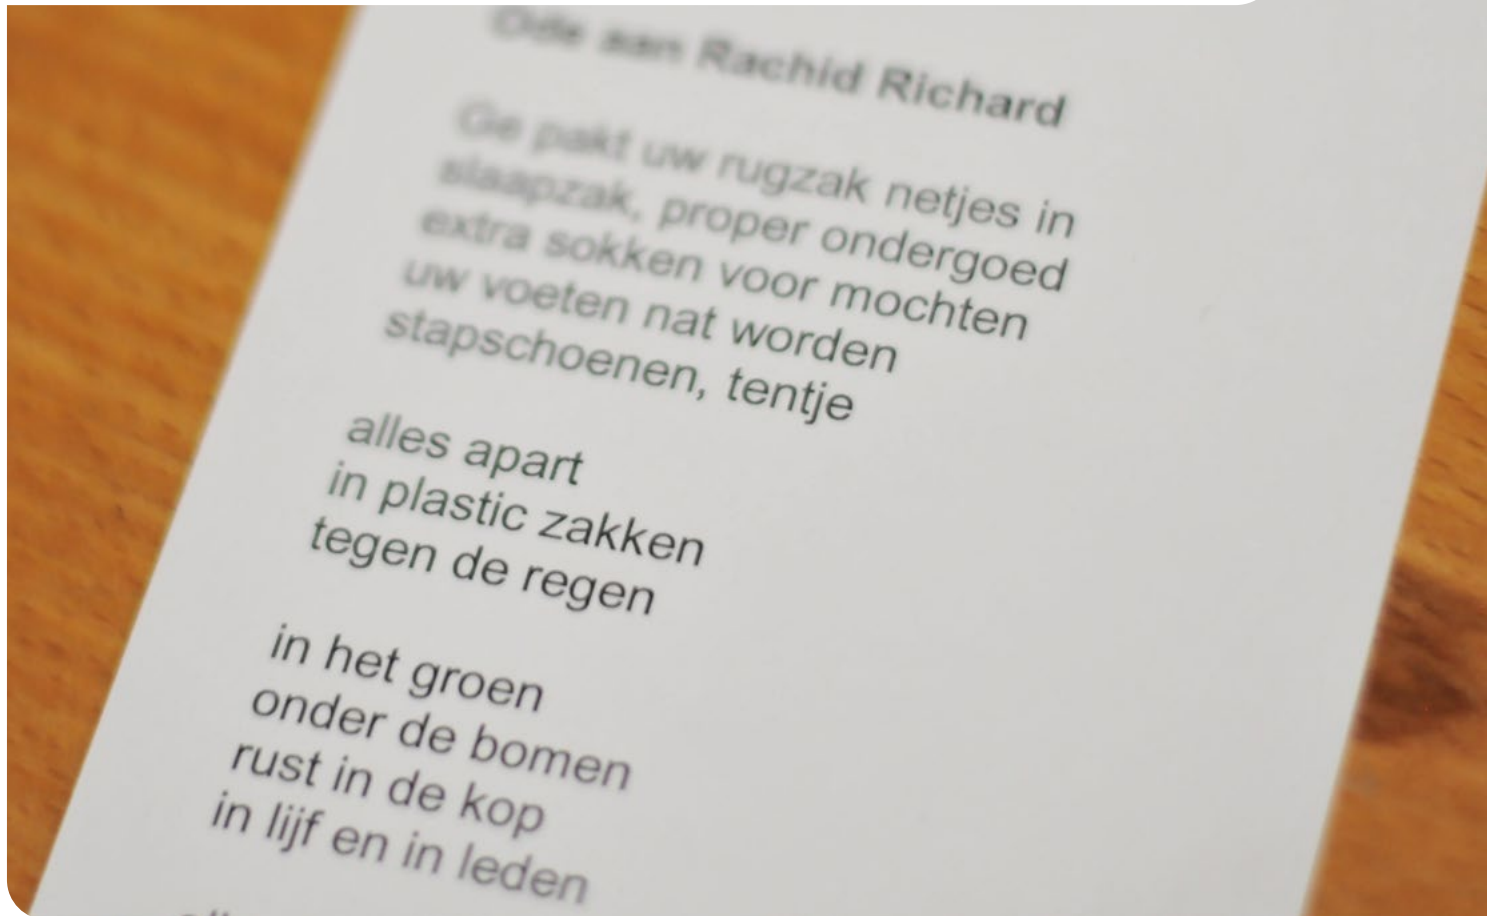 Ode aan Rachid Richard
Ge pakt uw rugzak netjes in
slaapzak, proper ondergoed
extra sokken voor mochten
uw voeten nat worden
stapschoenen, tentje
alles apart
in plastic zakken
tegen de regen
in het groen
onder de bomen
rust in de kop
in lijf en in leden